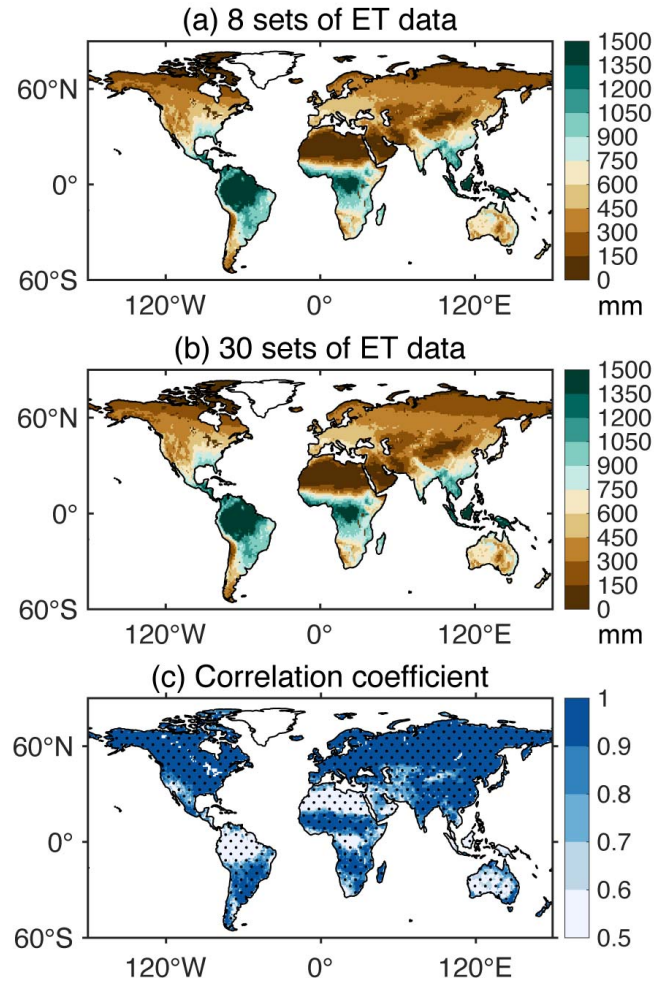 (a) 8 sets of ET data
60°N
0°
60°S
120°W
0°
120°E
1500
1350
1200
1050
900
750
600
450
300
150
0
mm
(b) 30 sets of ET data
60°N
0°
60°S
120°W
0°
120°E
1500
1350
1200
1050
900
750
600
450
300
150
0
mm
(c) Correlation coefficient
60°N
0°
60°S
120°W
0°
120°E
1
0.9
0.8
0.7
0.6
0.5